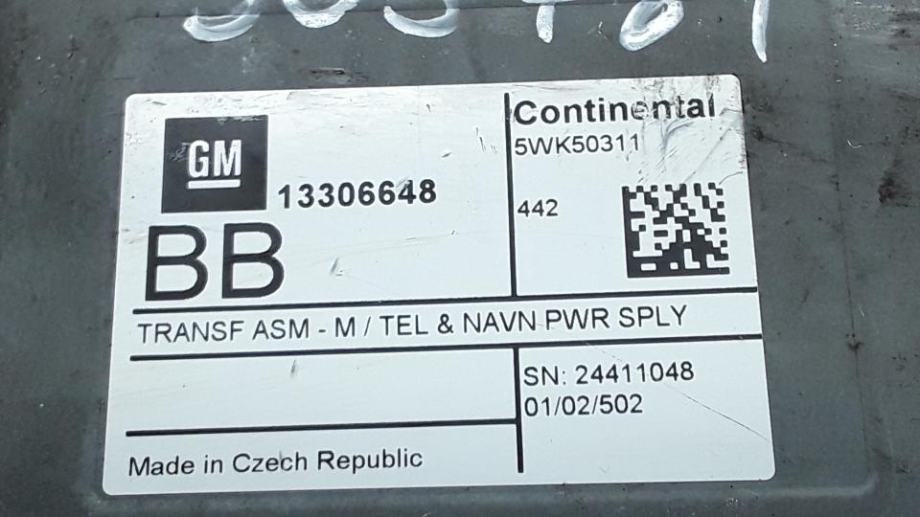 GM
13306648
BB
Continental
5WK50311
442
TRANSF ASM - M / TEL & NAVN PWR SPLY
SN: 24411048
01/02/502
Made in Czech Republic